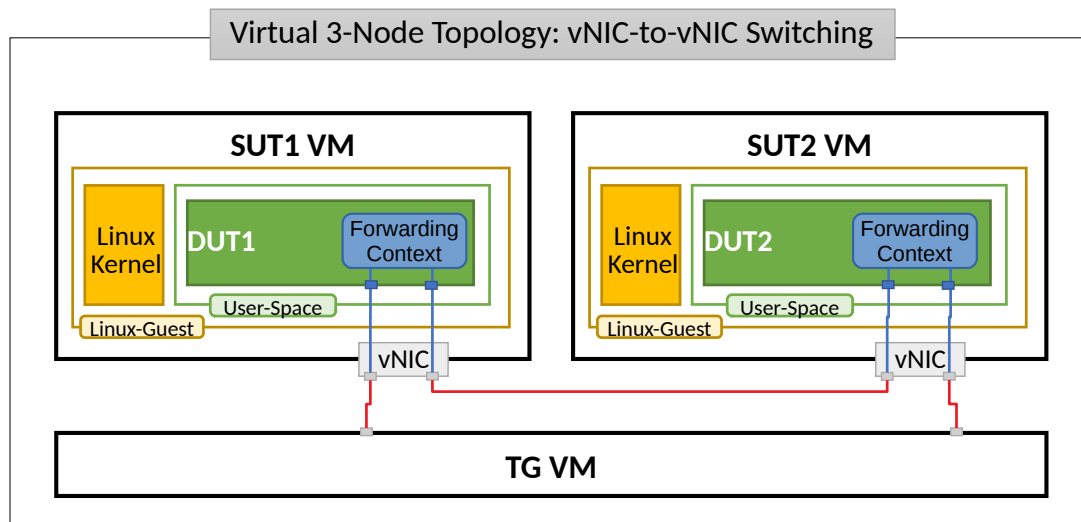 Virtual 3-Node Topology: vNIC-to-vNIC Switching
SUT1 VM
Linux
Kernel
DUT1
Forwarding
Context
User-Space
Linux-Guest
vNIC
SUT2 VM
Linux
Kernel
DUT2
Forwarding
Context
User-Space
Linux-Guest
vNIC
TG VM